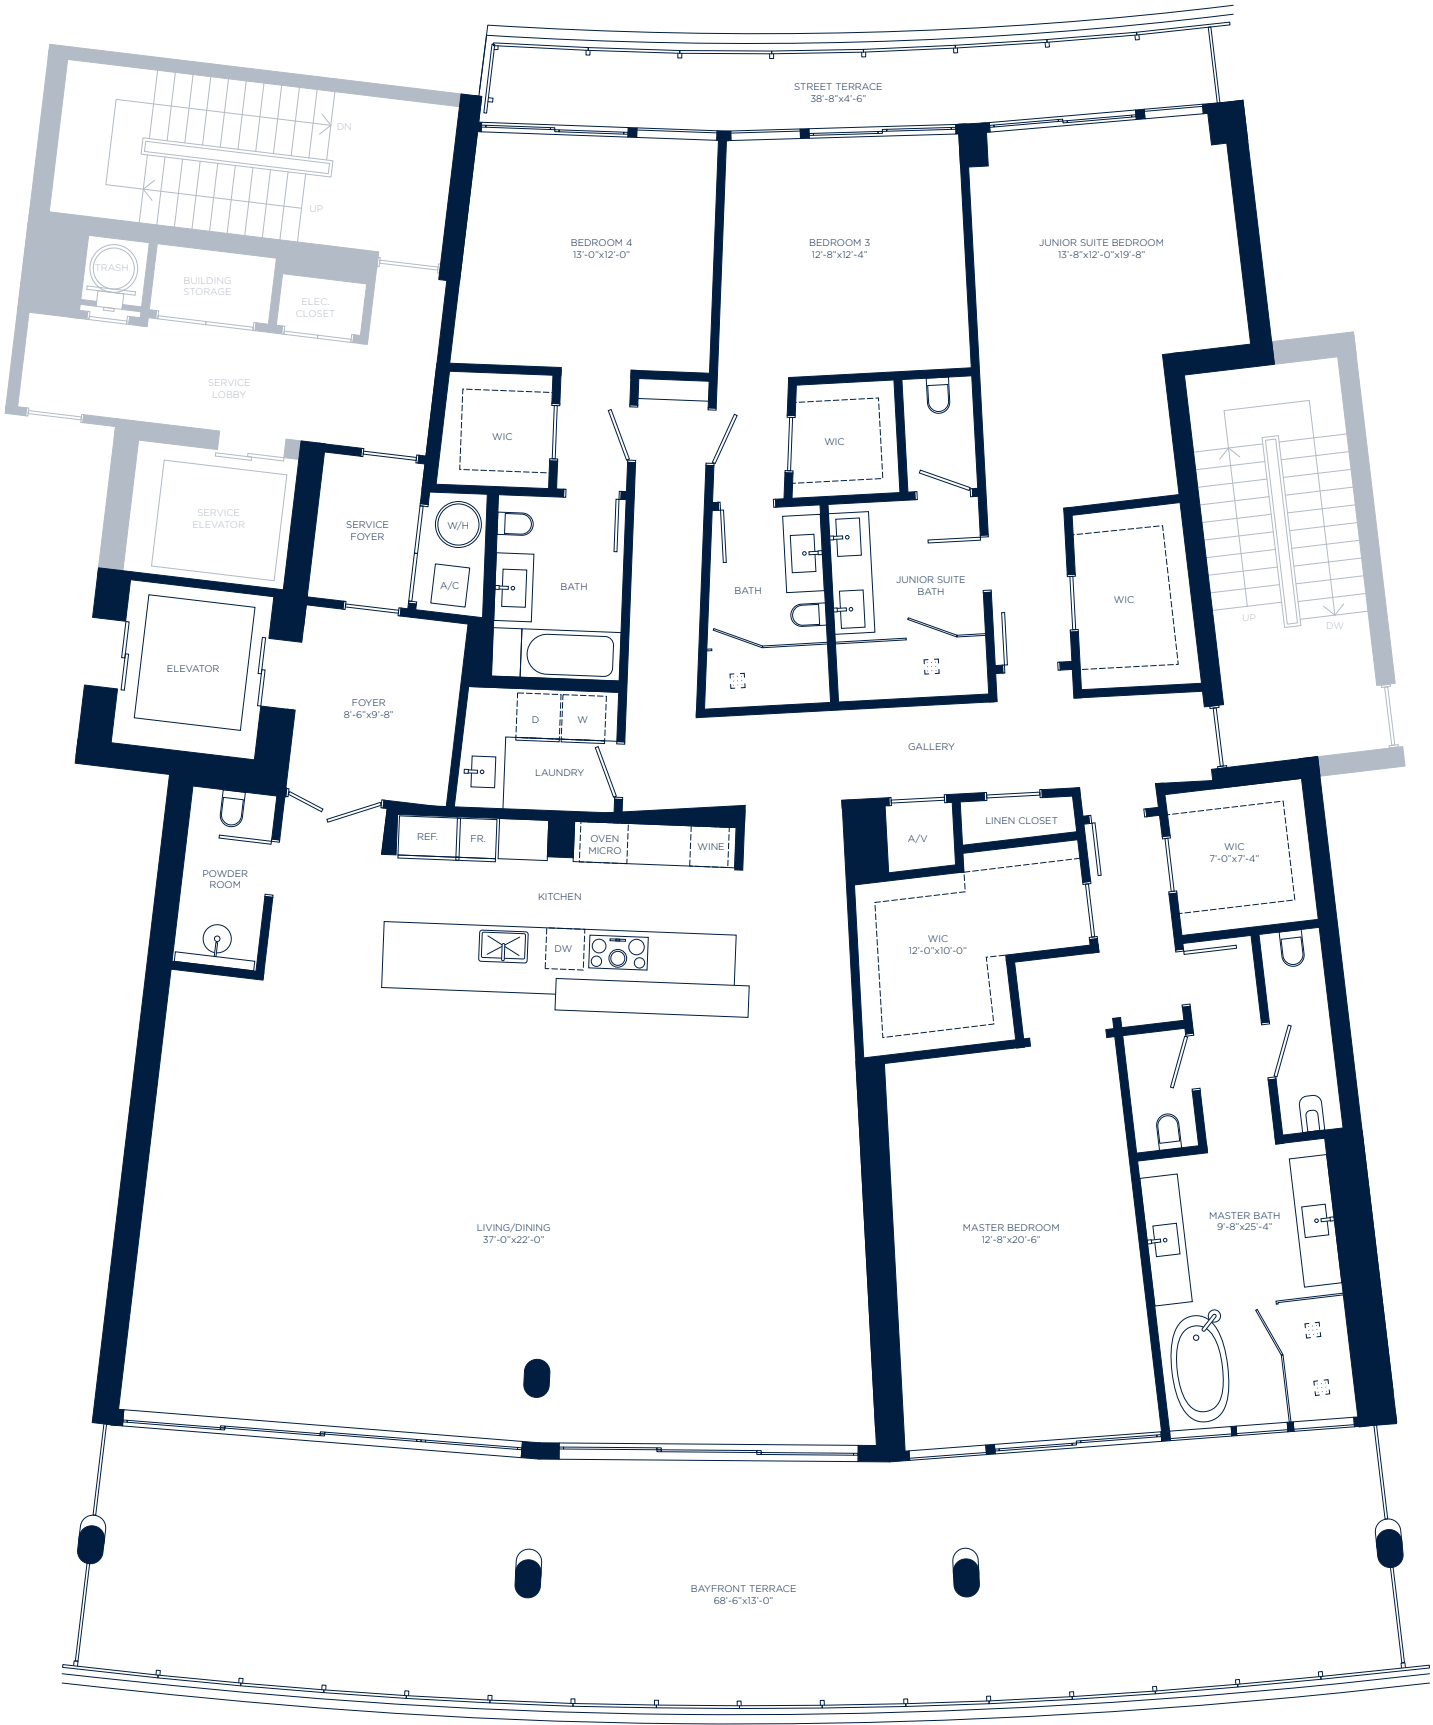 STREET TERRACE
38'-8"x4'-6"
DN
UP
BEDROOM 4
13'-0"x12'-0"
BEDROOM 3
12'-8"x12'-4"
JUNIOR SUITE BEDROOM
13'-8"x12'-0"x19'-8"
TRASH
BUILDING
STORAGE
ELEC.
CLOSET
SERVICE
LOBBY
WIC
WIC
SERVICE
ELEVATOR
SERVICE
FOYER
W/H
A/C
BATH
BATH
JUNIOR SUITE
BATH
WIC
UP
DW
ELEVATOR
FOYER
8'-6"x9'-8"
D
W
LAUNDRY
GALLERY
REF.
FR.
OVEN
MICRO
WINE
A/V
LINEN CLOSET
WIC
7'-0"x7'-4"
POWDER
ROOM
KITCHEN
DW
WIC
12'-0"x10'-0"
LIVING/DINING
37'-0"x22'-0"
MASTER BEDROOM
12'-8"x20'-6"
MASTER BATH
9'-8"x25'-4"
BAYFRONT TERRACE
68'-6"x13'-0"